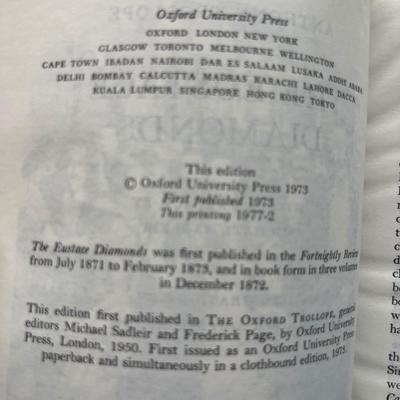 Oxford University Press
OXFORD LONDON NEW YORK
GLASGOW TORONTO MELBOURNE WELLINGTON
CAPE TOWN IBADAN NAIROBI DAR ES SALAAM LUSAKA ADDIS ABABA
DELHI BOMBAY CALCUTTA MADRAS KARACHI LAHORE DACCA
KUALA LUMPUR SINGAPORE HONG KONG TOKYO
This edition
© Oxford University Press 1973
First published 1973
This printing 1977-2
The Eustace Diamonds was first published in the Fortnightly Review
from July 1871 to February 1873, and in book form in three volumes
in December 1872.
This edition first published in THE OXFORD TROLLOPE, general
editors Michael Sadleir and Frederick Page, by Oxford University
Press, London, 1950. First issued as an Oxford University Press
paperback and simultaneously in a clothbound edition, 1973.